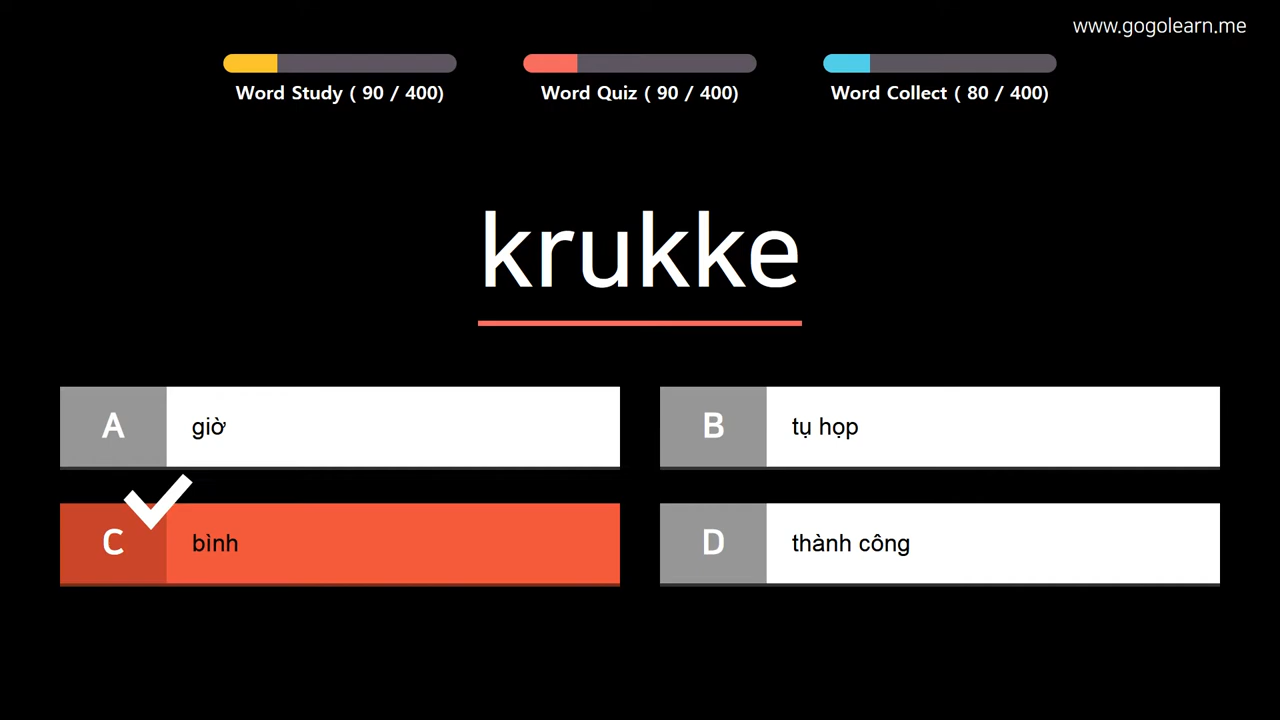 www.gogolearn.me
Word Study ( 90 / 400)
Word Quiz ( 90 / 400)
Word Collect ( 80 / 400)
krukke
A giờ
B tụ họp
C bình
D thành công